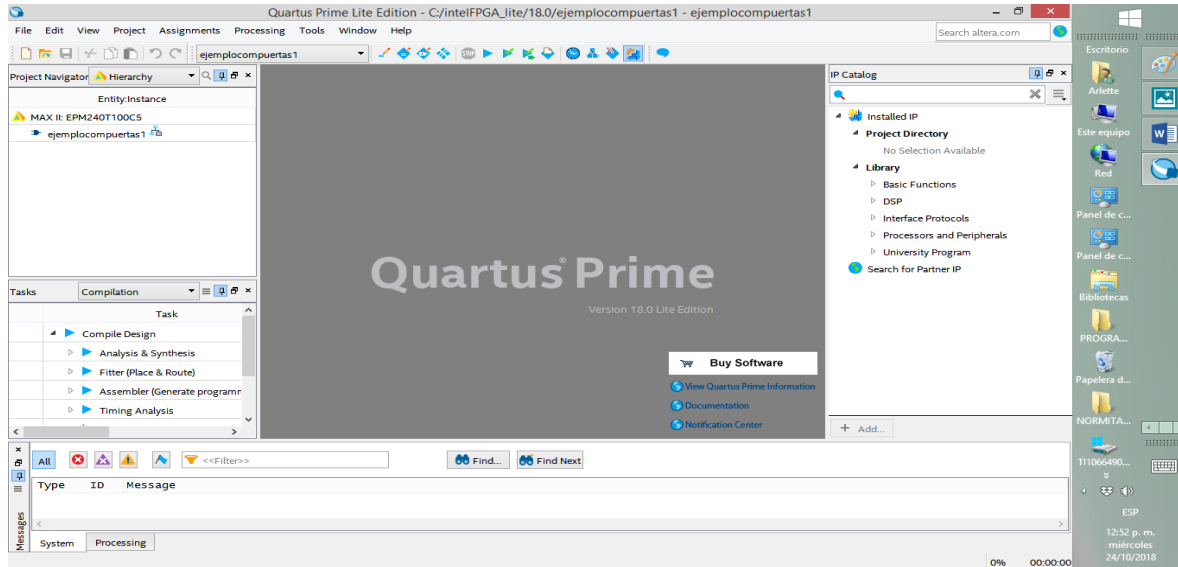 Quartus Prime Lite Edition - C:/intelFPGA_lite/18.0/ejemplocompuertas1 - ejemplocompuertas1
File Edit View Project Assignments Processing Tools Window Help
Search altera.com
ejemplocompuertas1
Project Navigator Hierarchy
Entity:Instance
MAX II: EPM240T100C5
ejemplocompuertas1
Tasks Compilation
Task
Compile Design
Analysis & Synthesis
Fitter (Place & Route)
Assembler (Generate programr
Timing Analysis
Quartus® Prime
Version 18.0 Lite Edition
Buy Software
View Quartus Prime Information
Documentation
Notification Center
IP Catalog
Installed IP
Project Directory
No Selection Available
Library
Basic Functions
DSP
Interface Protocols
Processors and Peripherals
University Program
Search for Partner IP
+ Add...
All
<<Filter>>
Find...
Find Next
Type ID Message
Messages
System Processing
0% 00:00:00
Escritorio
Arlette
Este equipo
Red
Panel de c...
Panel de c...
Bibliotecas
PROGRA...
Papelera d...
NORMITA...
TI1066490...
ESP
12:52 p. m.
miércoles
24/10/2018